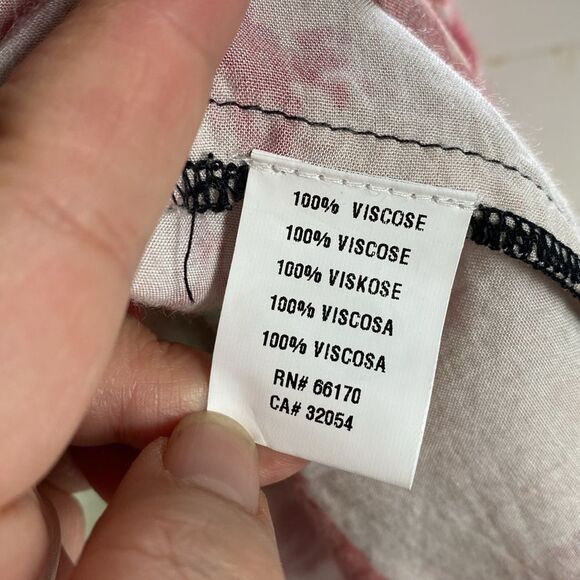 100% VISCOSE
100% VISCOSE
100% VISKOSE
100% VISCOSA
100% VISCOSA
RN# 66170
CA# 32054